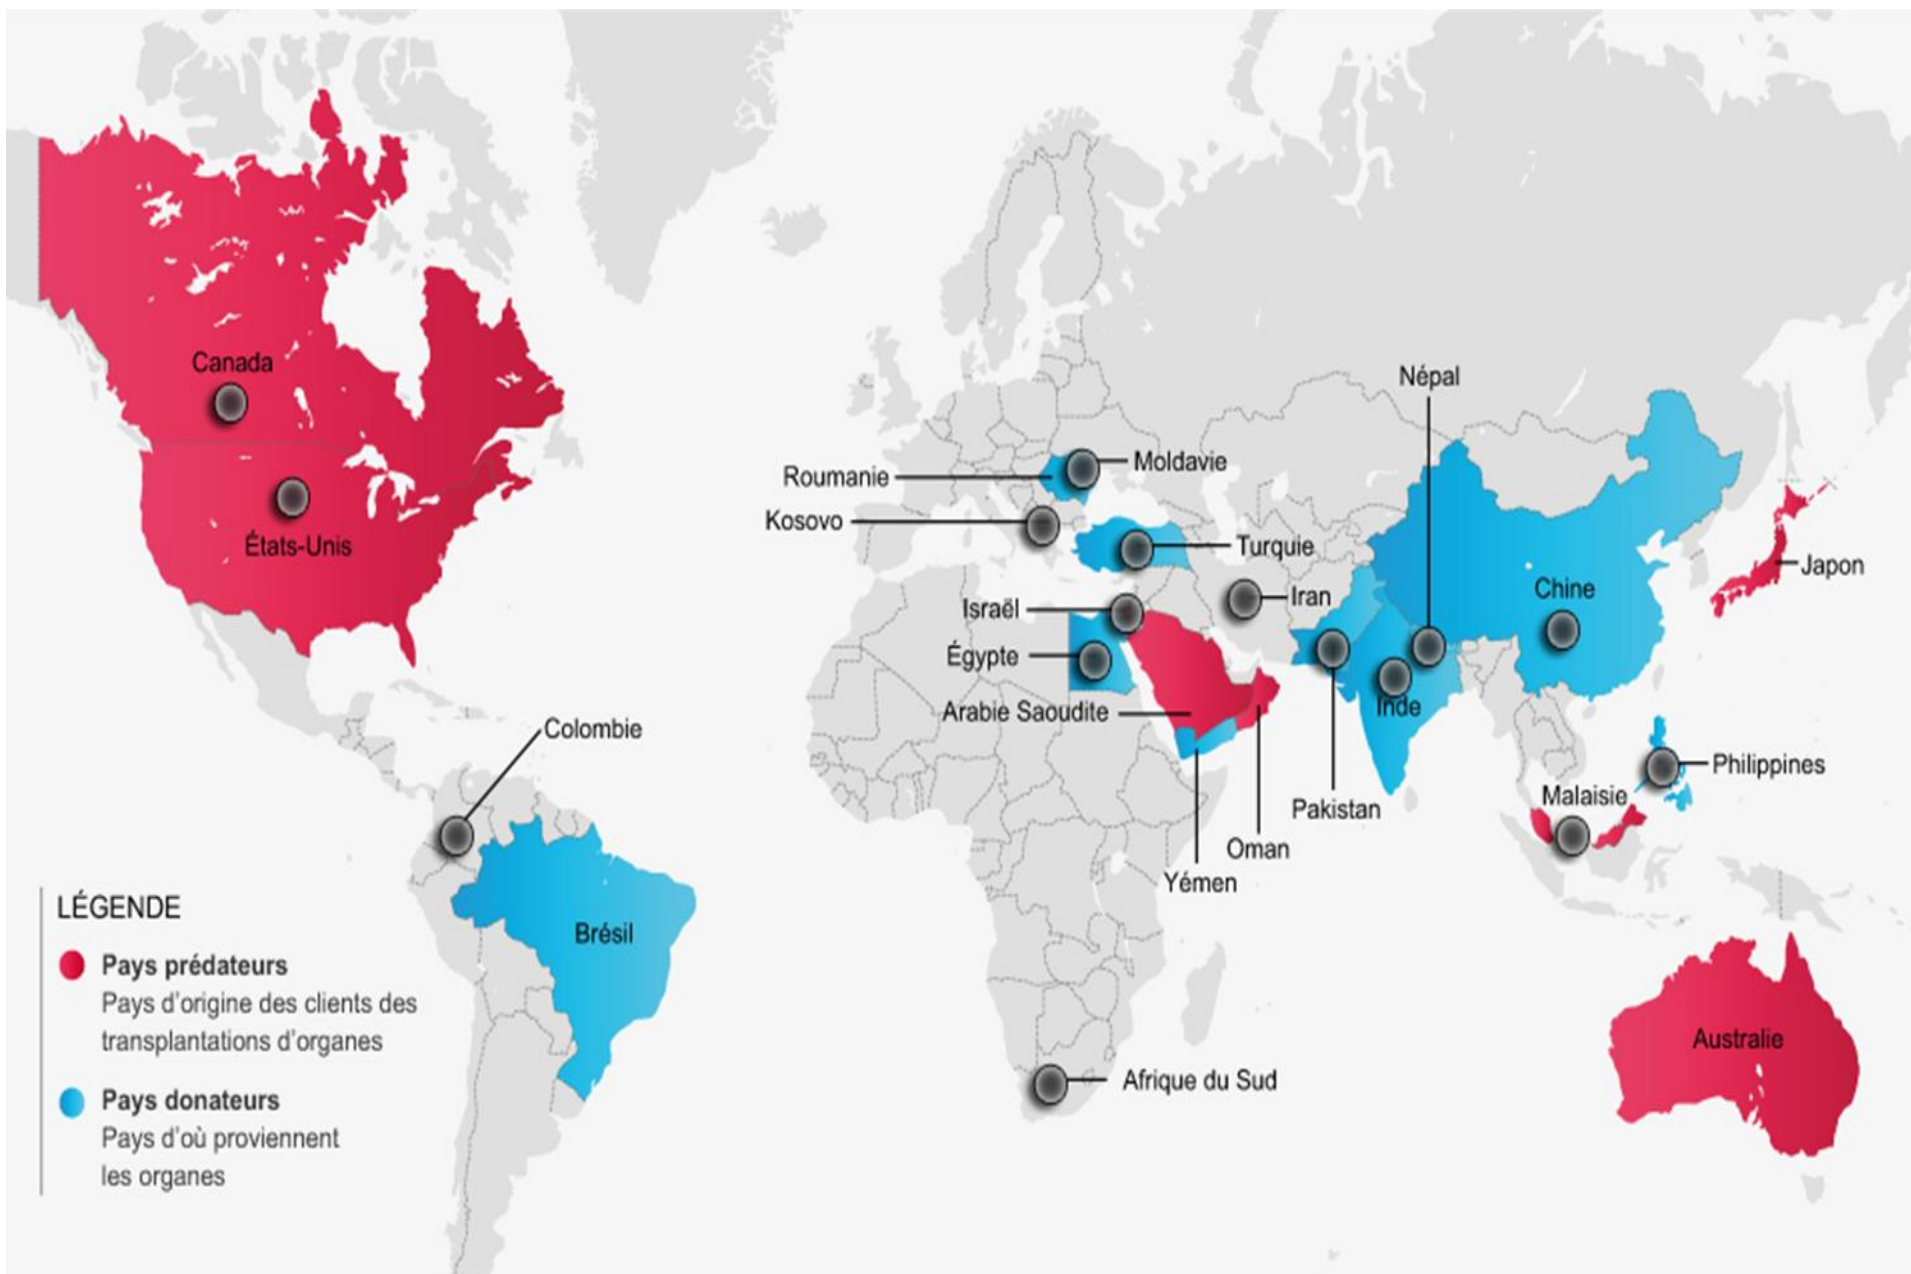 Canada
États-Unis
Colombie
Brésil
Népal
Roumanie
Moldavie
Kosovo
Turquie
Israël
Iran
Égypte
Arabie Saoudite
Chine
Japon
Inde
Pakistan
Oman
Yémen
Malaisie
Philippines
Afrique du Sud
Australie
LÉGENDE
Pays prédateurs
Pays d'origine des clients des
transplantations d'organes
Pays donateurs
Pays d'où proviennent
les organes